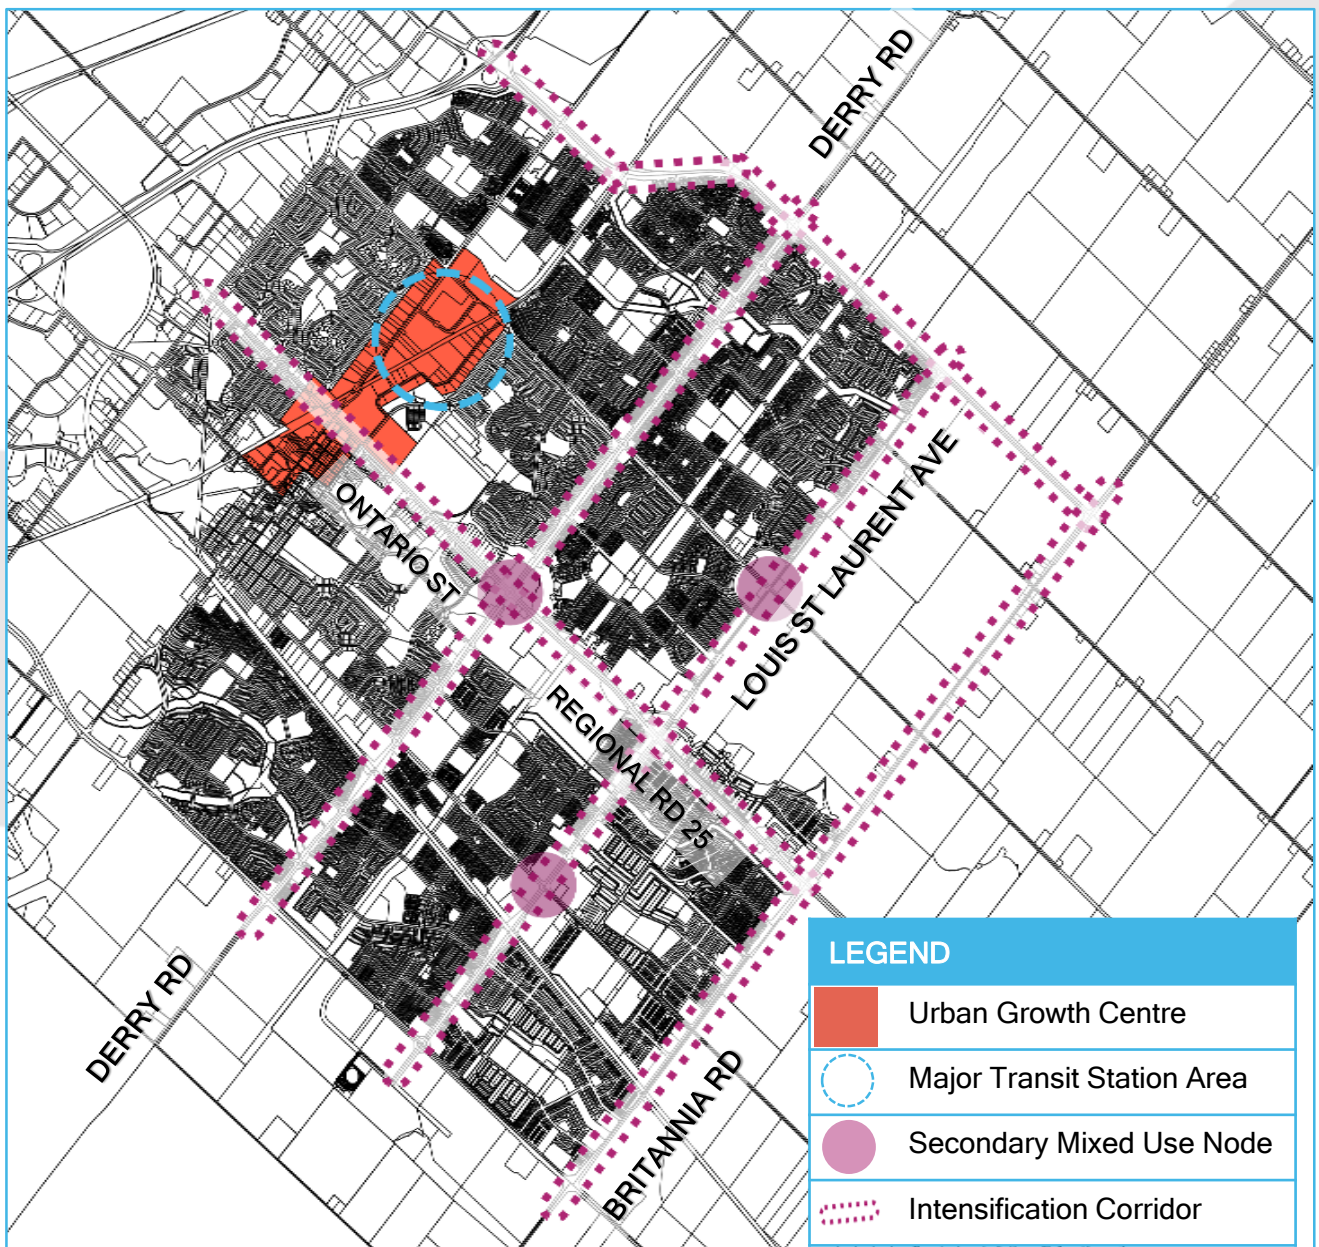 DERRY RD
ONTARIO ST
LOUIS ST LAURENT AVE
REGIONAL RD 25
DERRY RD
BRITANNIA RD
LEGEND
Urban Growth Centre
Major Transit Station Area
Secondary Mixed Use Node
Intensification Corridor